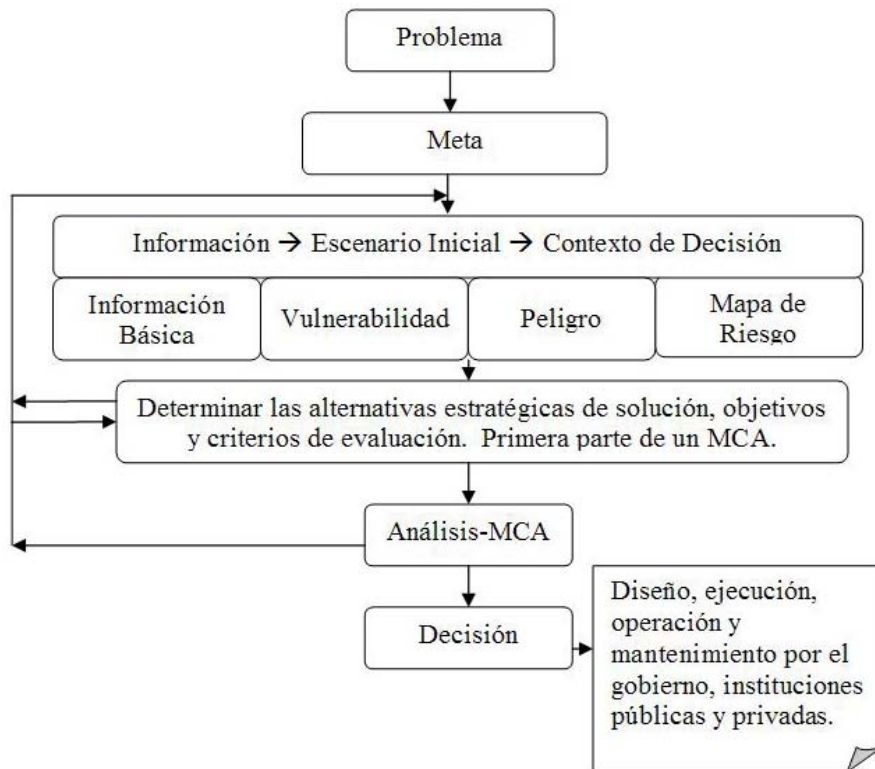 Problema
Meta
Información → Escenario Inicial → Contexto de Decisión
Información
Básica
Vulnerabilidad
Peligro
Mapa de
Riesgo
Determinar las alternativas estratégicas de solución, objetivos
y criterios de evaluación. Primera parte de un MCA.
Análisis-MCA
Decisión
Diseño, ejecución,
operación y
mantenimiento por el
gobierno, instituciones
públicas y privadas.